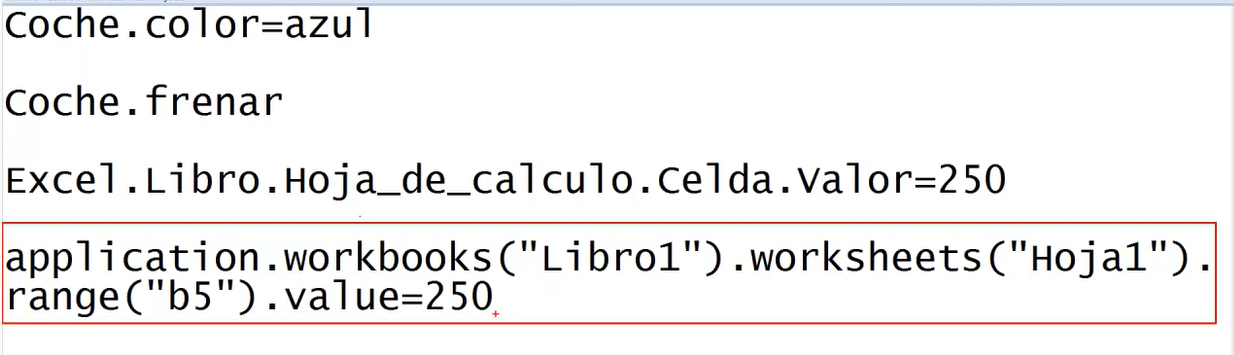 Coche.color=azul
Coche.frenar
Excel.Libro.Hoja_de_calculo.Celda.Valor=250
application.workbooks("Libro1").worksheets("Hoja1").
range("b5").value=250